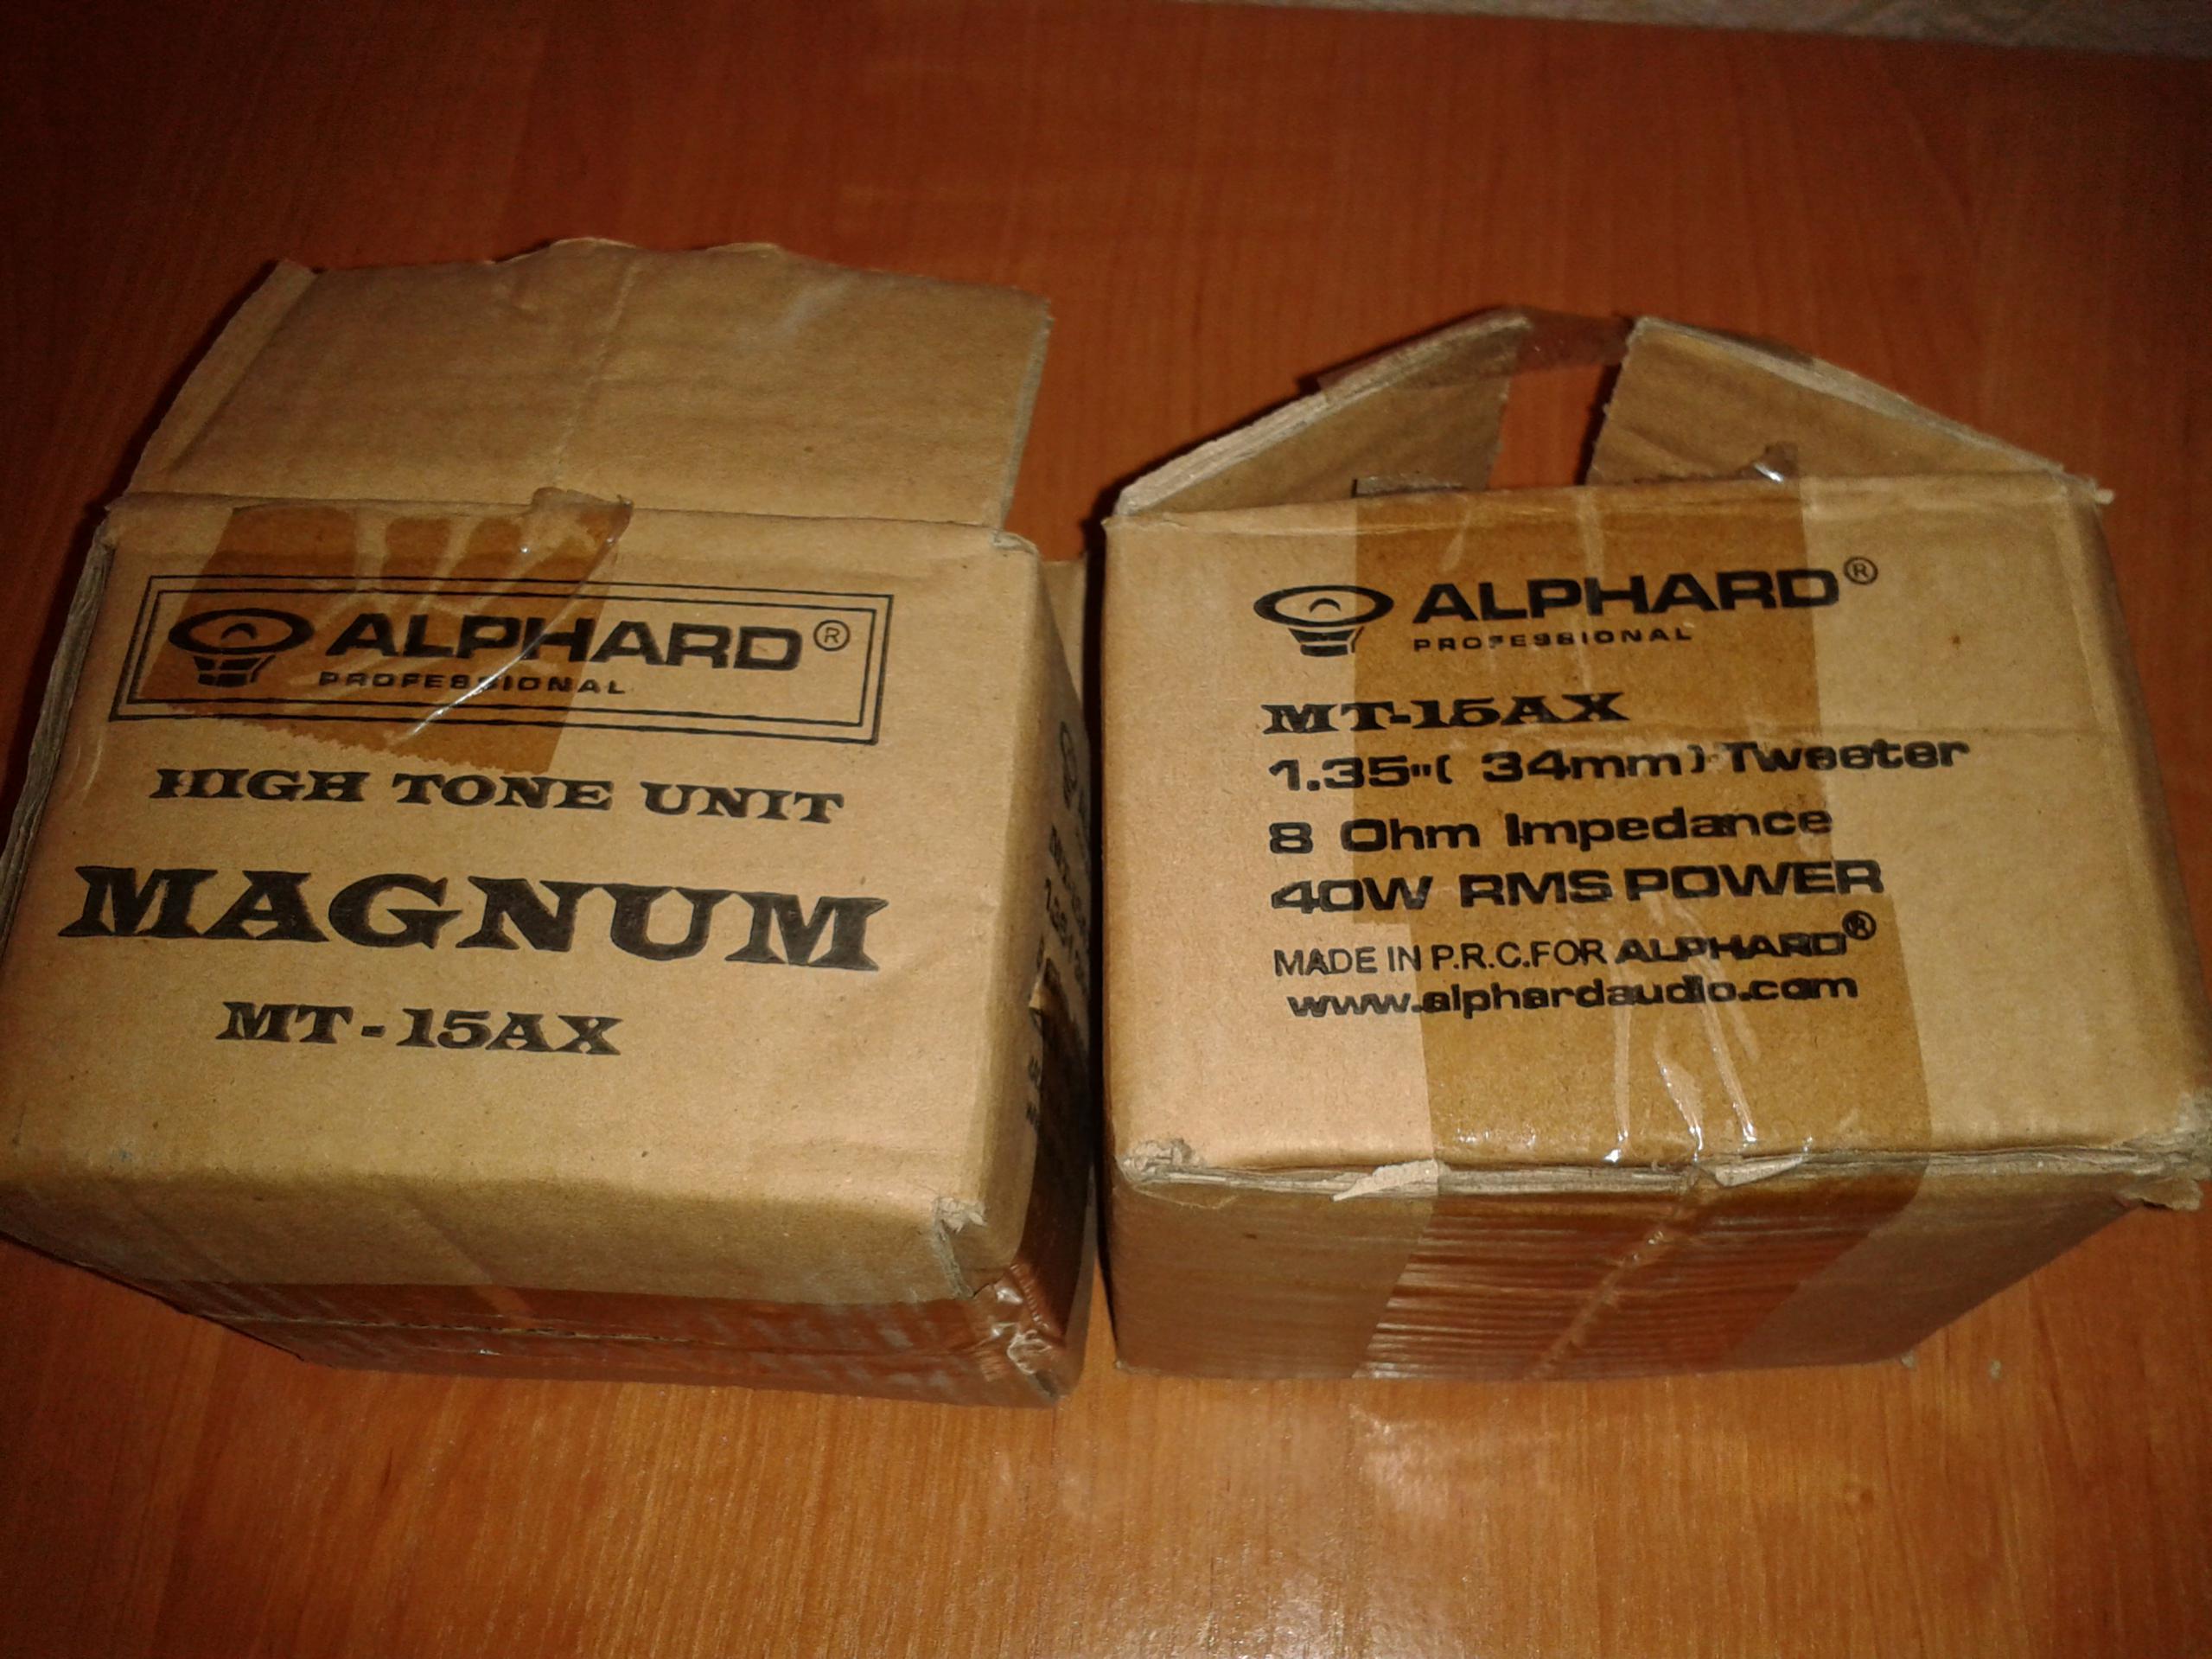 ALPHARD®
PROFESSIONAL
HIGH TONE UNIT
MAGNUM
MT-15AX
ALPHARD®
PROFESSIONAL
MT-15AX
1.35"( 34mm) Tweeter
8 Ohm Impedance
40W RMS POWER
MADE IN P.R.C.FOR ALPHARD®
www.alphardaudio.com